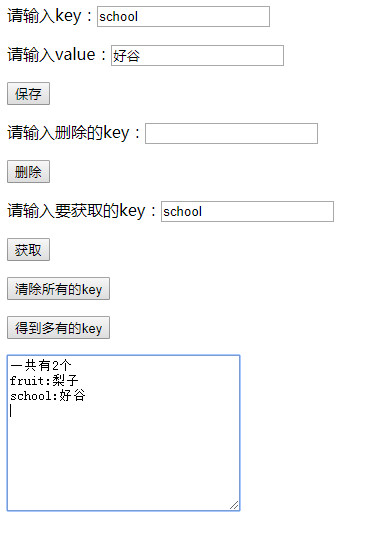 请输入key：school
请输入value：好谷
保存
请输入删除的key：
删除
请输入要获取的key：school
获取
清除所有的key
得到多有的key
一共有2个
fruit:梨子
school:好谷